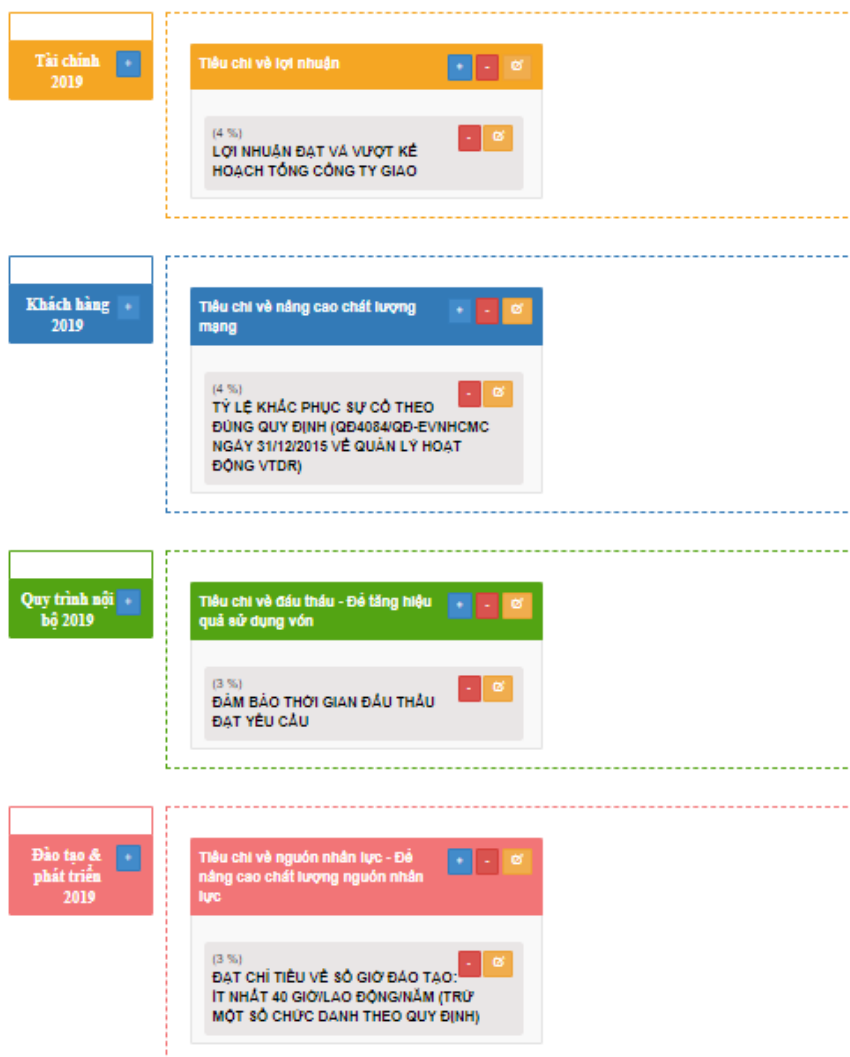 Tài chính
2019
+
Tiêu chí về lợi nhuận
+
-
(4 %)
LỢI NHUẬN ĐẠT VÀ VƯỢT KẾ
HOẠCH TỔNG CÔNG TY GIAO
-
Khách hàng
2019
+
Tiêu chí về nâng cao chất lượng
mạng
+
-
(4 %)
TỶ LỆ KHẮC PHỤC SỰ CỐ THEO
ĐÚNG QUY ĐỊNH (QĐ4084/QĐ-EVNHCMC
NGÀY 31/12/2015 VỀ QUẢN LÝ HOẠT
ĐỘNG VTDR)
-
Quy trình nội
bộ 2019
+
Tiêu chí về đấu thầu - Để tăng hiệu
quả sử dụng vốn
+
-
(3 %)
ĐẢM BẢO THỜI GIAN ĐẤU THẦU
ĐẠT YÊU CẦU
-
Đào tạo &
phát triển
2019
+
Tiêu chí về nguồn nhân lực - Để
nâng cao chất lượng nguồn nhân
lực
+
-
(3 %)
ĐẠT CHỈ TIÊU VỀ SỐ GIỜ ĐÀO TẠO:
ÍT NHẤT 40 GIỜ/LAO ĐỘNG/NĂM (TRỪ
MỘT SỐ CHỨC DANH THEO QUY ĐỊNH)
-